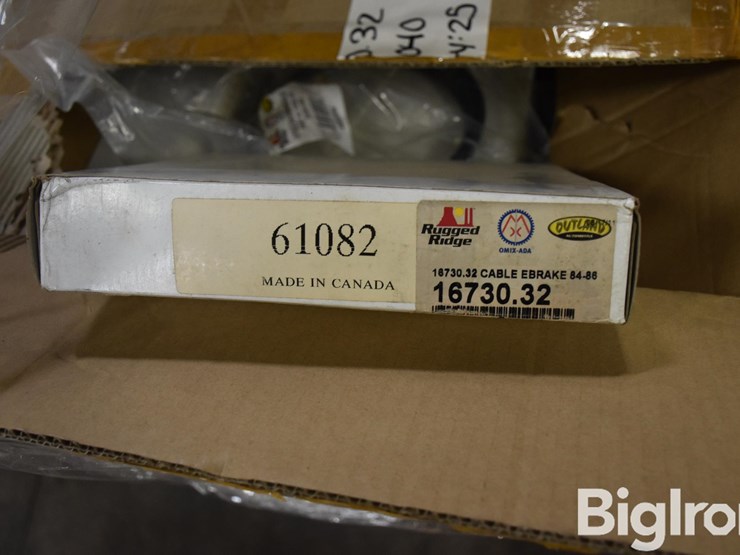 0.32
040
y:25
61082
MADE IN CANADA
Rugged
Ridge
OMIX-ADA
OUTLAND
16730.32 CABLE EBRAKE 84-86
16730.32
BigIron